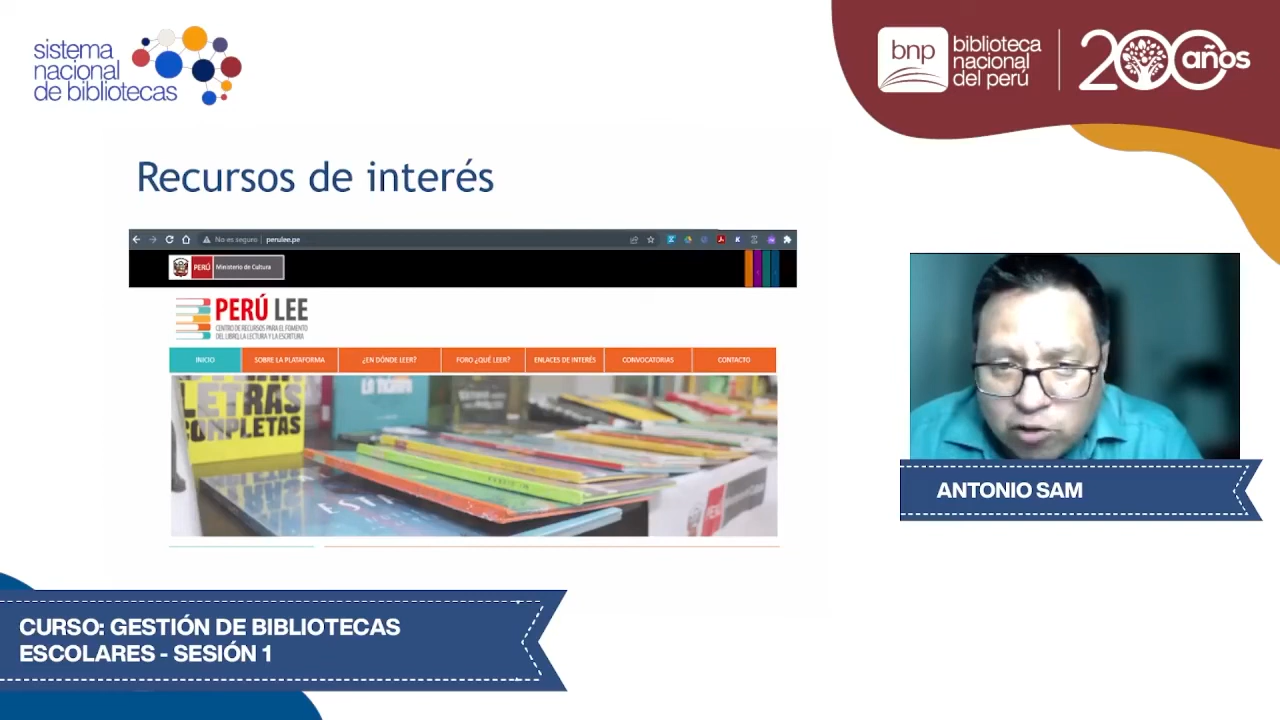 sistema
nacional
de bibliotecas
bnp
biblioteca
nacional
del perú
200 años
Recursos de interés
No es seguro
perulee.pe
PERÚ
Ministerio de Cultura
PERÚ LEE
CENTRO DE RECURSOS PARA EL FOMENTO
DEL LIBRO, LA LECTURA Y LA ESCRITURA
INICIO
SOBRE LA PLATAFORMA
¿EN DÓNDE LEER?
FONO ¿QUÉ LEER?
ENLACES DE INTERÉS
CONVOCATORIAS
CONTACTO
LETRAS
COMPLETAS
ANTONIO SAM
CURSO: GESTIÓN DE BIBLIOTECAS
ESCOLARES - SESIÓN 1